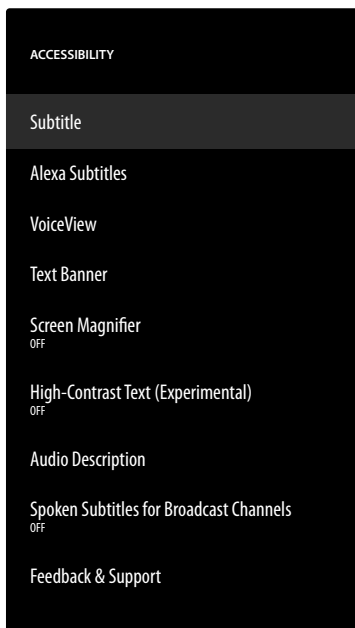 ACCESSIBILITY
Subtitle
Alexa Subtitles
VoiceView
Text Banner
Screen Magnifier
OFF
High-Contrast Text (Experimental)
OFF
Audio Description
Spoken Subtitles for Broadcast Channels
OFF
Feedback & Support